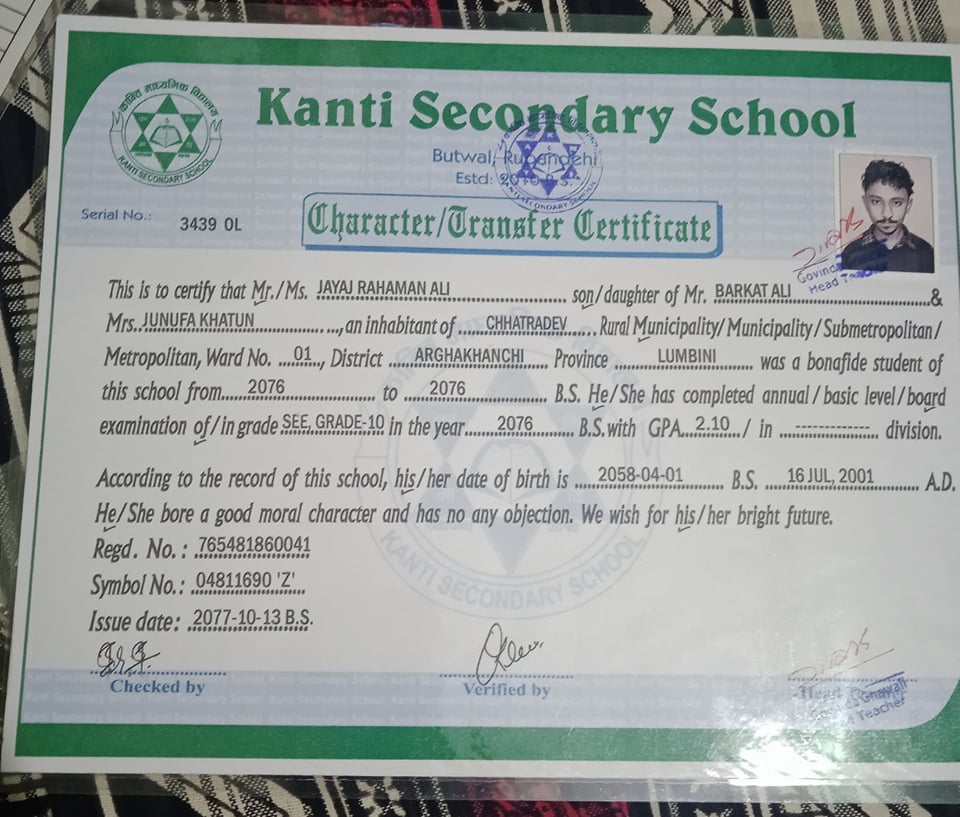 कान्ति माध्यमिक विद्यालय
KANTI SECONDARY SCHOOL
Kanti Secondary School
Butwal, Rupandehi
Estd: 2016 B.S.
Serial No.: 3439 OL
Character/Transfer Certificate
Govinda
Head Teacher
This is to certify that Mr./Ms. JAYAJ RAHAMAN ALI son/daughter of Mr. BARKAT ALI &
Mrs. JUNUFA KHATUN, an inhabitant of CHHATRADEV Rural Municipality/Municipality/Submetropolitan/
Metropolitan, Ward No. 01, District ARGHAKHANCHI Province LUMBINI was a bonafide student of
this school from 2076 to 2076 B.S. He/She has completed annual/basic level/board
examination of/in grade SEE, GRADE-10 in the year 2076 B.S. with GPA 2.10 / in -------------- division.
According to the record of this school, his/her date of birth is 2058-04-01 B.S. 16 JUL, 2001 A.D.
He/She bore a good moral character and has no any objection. We wish for his/her bright future.
Regd. No.: 765481860041
Symbol No.: 04811690 'Z'
Issue date: 2077-10-13 B.S.
KANTI SECONDARY SCHOOL
Checked by
Verified by
Head Teacher